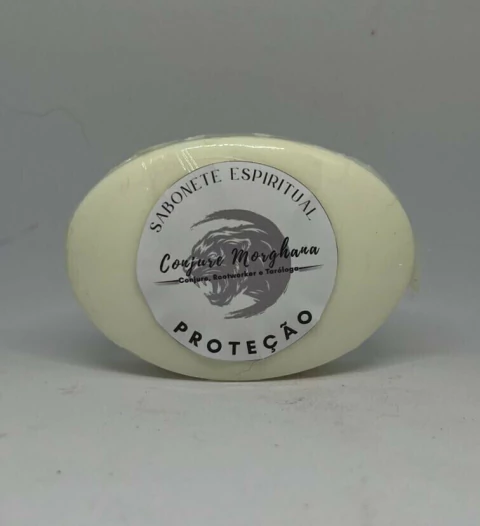 SABONETE ESPIRITUAL
Conjure Morghana
Conjure, Rootworker e Taróloga
PROTEÇÃO